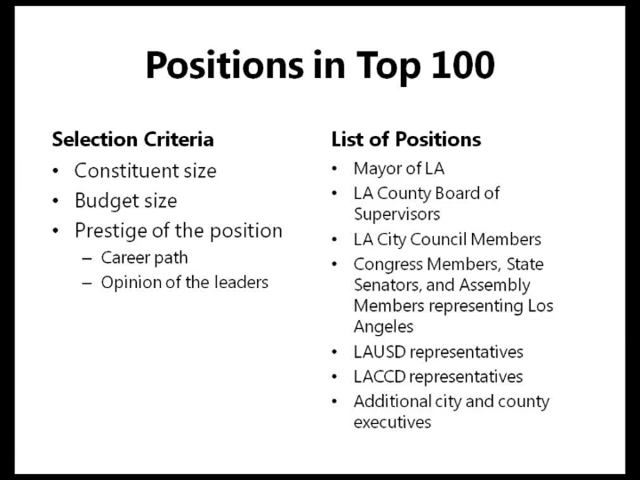 Positions in Top 100
Selection Criteria
• Constituent size
• Budget size
• Prestige of the position
– Career path
– Opinion of the leaders
List of Positions
• Mayor of LA
• LA County Board of
Supervisors
• LA City Council Members
• Congress Members, State
Senators, and Assembly
Members representing Los
Angeles
• LAUSD representatives
• LACCD representatives
• Additional city and county
executives